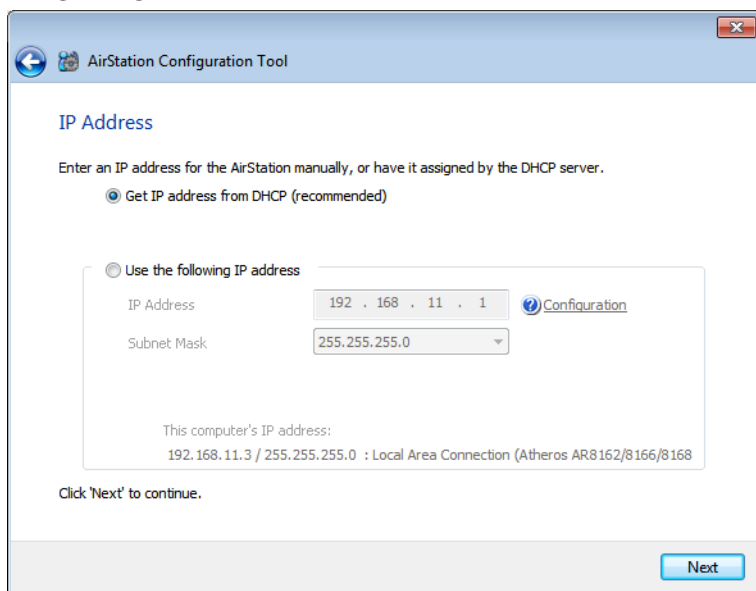 AirStation Configuration Tool
IP Address
Enter an IP address for the AirStation manually, or have it assigned by the DHCP server.
Get IP address from DHCP (recommended)
Use the following IP address
IP Address 192 . 168 . 11 . 1 Configuration
Subnet Mask 255.255.255.0
This computer's IP address:
192.168.11.3 / 255.255.255.0 : Local Area Connection (Atheros AR8162/8166/8168
Click 'Next' to continue.
Next